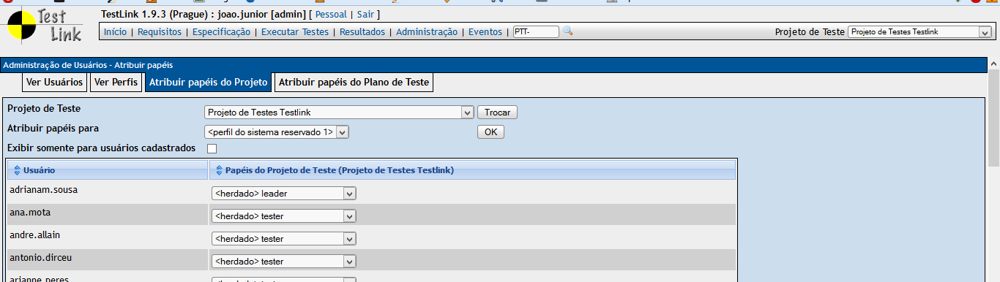 Test Link
TestLink 1.9.3 (Prague) : joao.junior [admin] [ Pessoal | Sair ]
Início | Requisitos | Especificação | Executar Testes | Resultados | Administração | Eventos | PTT- Projeto de Teste Projeto de Testes Testlink
Administração de Usuários - Atribuir papéis
Ver Usuários Ver Perfis Atribuir papéis do Projeto Atribuir papéis do Plano de Teste
Projeto de Teste Projeto de Testes Testlink Trocar
Atribuir papéis para <perfil do sistema reservado 1> OK
Exibir somente para usuários cadastrados
Usuário Papéis do Projeto de Teste (Projeto de Testes Testlink)
adrianam.sousa <herdado> leader
ana.mota <herdado> tester
andre.allain <herdado> tester
antonio.dirceu <herdado> tester
arianne.peres